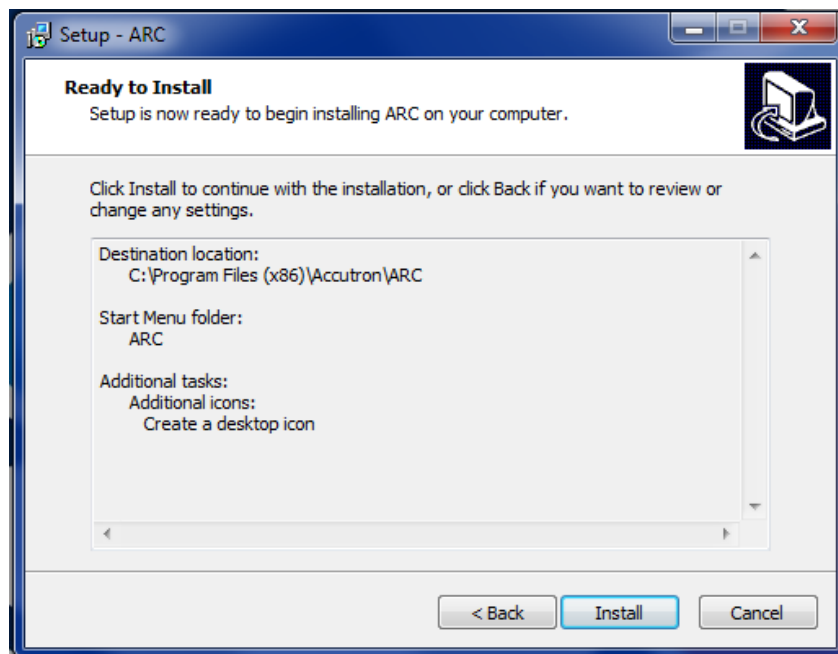 Setup - ARC
Ready to Install
Setup is now ready to begin installing ARC on your computer.
Click Install to continue with the installation, or click Back if you want to review or
change any settings.
Destination location:
C:\Program Files (x86)\Accutron\ARC
Start Menu folder:
ARC
Additional tasks:
Additional icons:
Create a desktop icon
< Back Install Cancel